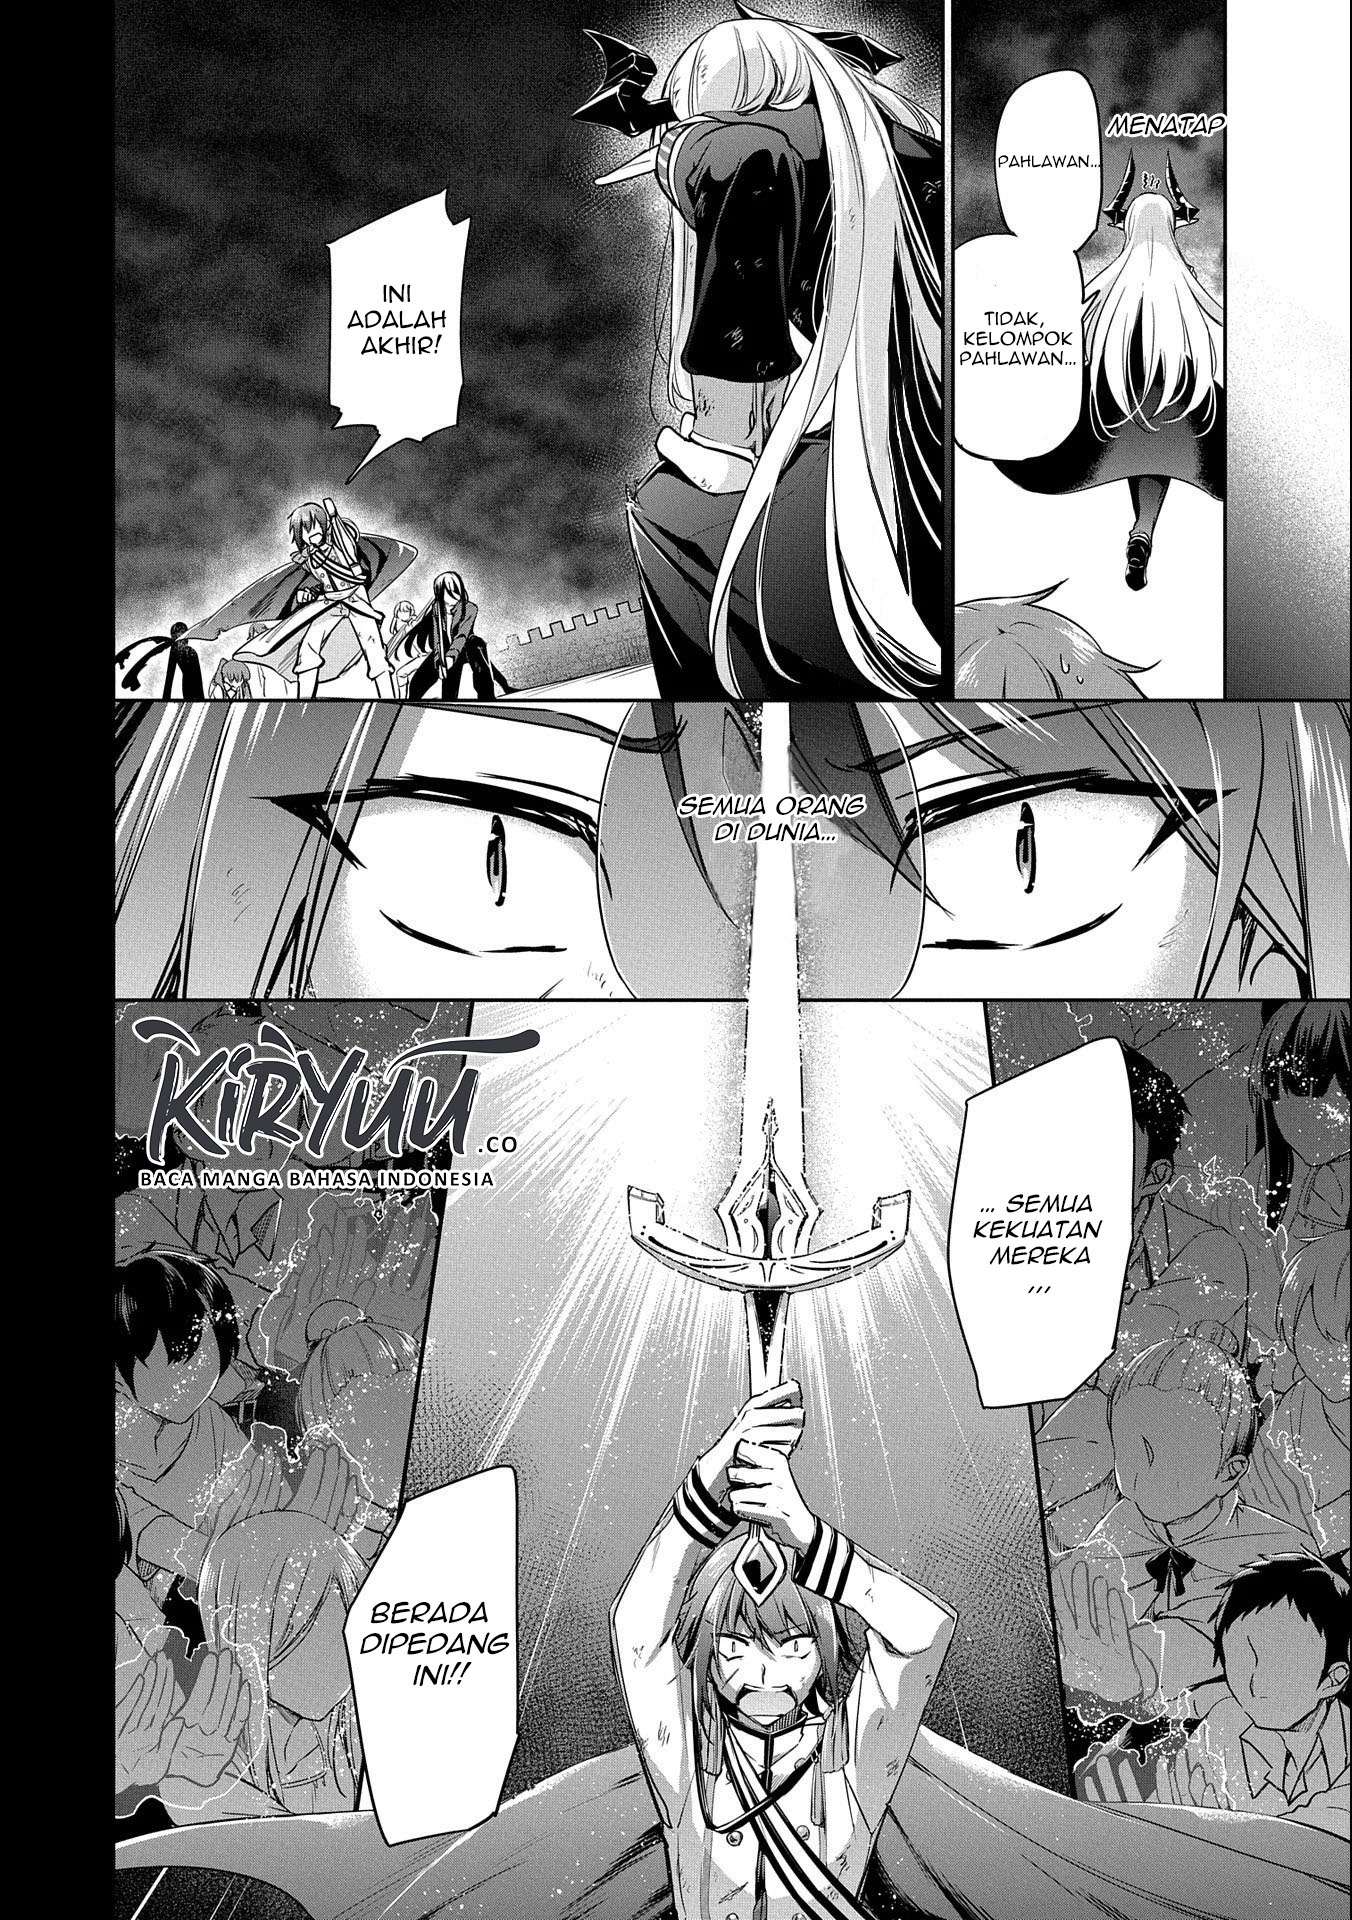 MENATAP
PAHLAWAN...
TIDAK,
KELOMPOK
PAHLAWAN...
INI
ADALAH
AKHIR!
SEMUA ORANG
DI DUNIA...
... SEMUA
KEKUATAN
MEREKA
...
KIRYUU.CO
BACA MANGA BAHASA INDONESIA
BERADA
DIPEDANG
INI!!